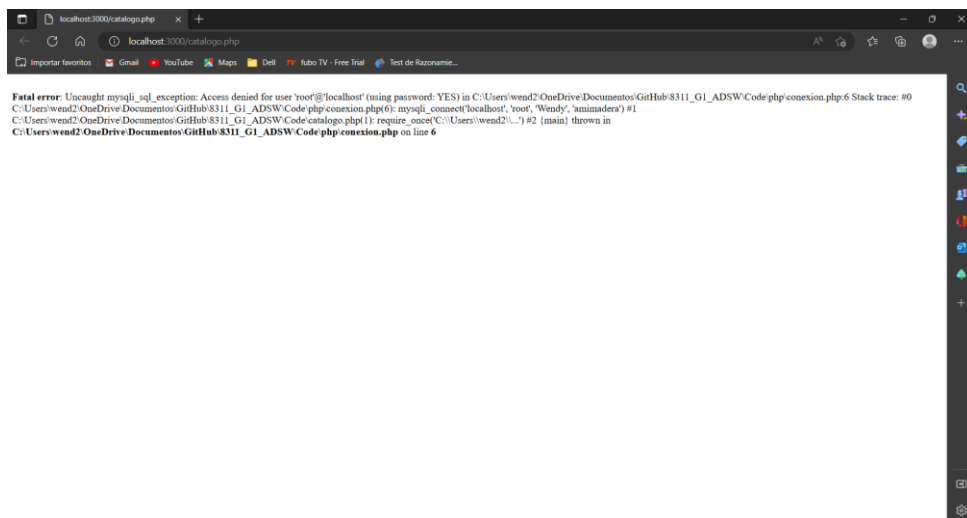 localhost:3000/catalogo.php
localhost:3000/catalogo.php
Importar favoritos Gmail YouTube Maps Dell fubo TV - Free Trial Test de Razonamie...
Fatal error: Uncaught mysqli_sql_exception: Access denied for user 'root'@'localhost' (using password: YES) in C:\Users\wend2\OneDrive\Documentos\GitHub\8311_G1_ADSW\Code\php\conexion.php:6 Stack trace: #0
C:\Users\wend2\OneDrive\Documentos\GitHub\8311_G1_ADSW\Code\php\conexion.php(6): mysqli_connect('localhost', 'root', 'Wendy', 'amimadera') #1
C:\Users\wend2\OneDrive\Documentos\GitHub\8311_G1_ADSW\Code\catalogo.php(1): require_once('C:\\Users\\wend2\\...') #2 {main} thrown in
C:\Users\wend2\OneDrive\Documentos\GitHub\8311_G1_ADSW\Code\php\conexion.php on line 6